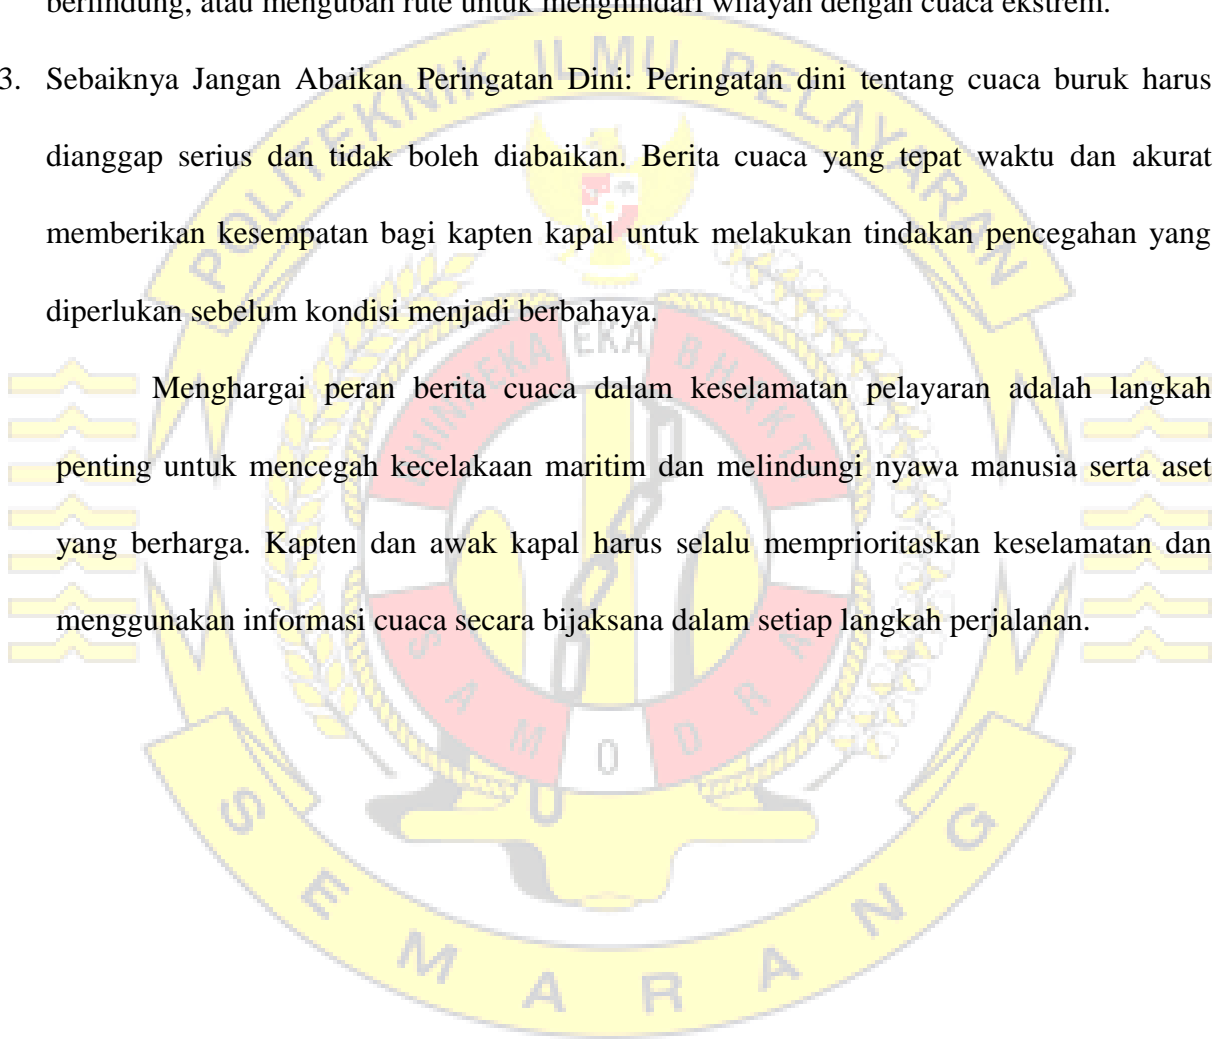 berlindung, atau mengubah rute untuk menghindari wilayah dengan cuaca ekstrem.
3. Sebaiknya Jangan Abaikan Peringatan Dini: Peringatan dini tentang cuaca buruk harus
dianggap serius dan tidak boleh diabaikan. Berita cuaca yang tepat waktu dan akurat
memberikan kesempatan bagi kapten kapal untuk melakukan tindakan pencegahan yang
diperlukan sebelum kondisi menjadi berbahaya.
Menghargai peran berita cuaca dalam keselamatan pelayaran adalah langkah
penting untuk mencegah kecelakaan maritim dan melindungi nyawa manusia serta aset
yang berharga. Kapten dan awak kapal harus selalu memprioritaskan keselamatan dan
menggunakan informasi cuaca secara bijaksana dalam setiap langkah perjalanan.
POLITEKNIK ILMU PELAYARAN
BHINNEKA EKA BHAKTI
SAMODRA
SEMARANG